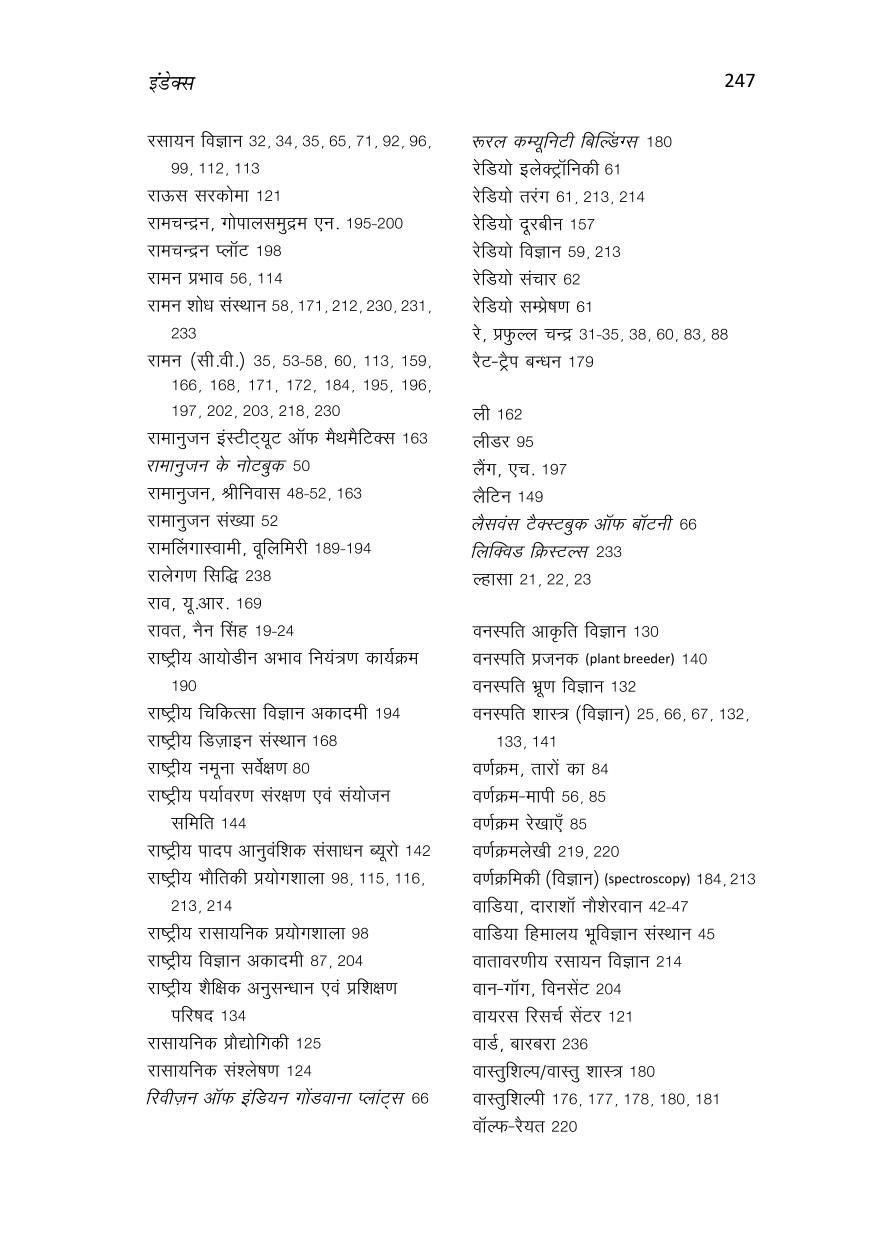 इंडेक्स
247
रसायन विज्ञान 32, 34, 35, 65, 71, 92, 96,
99, 112, 113
राऊस सरकोमा 121
रामचन्द्रन, गोपालसमुद्रम एन. 195-200
रामचन्द्रन प्लॉट 198
रामन प्रभाव 56, 114
रामन शोध संस्थान 58, 171, 212, 230, 231,
233
रामन (सी.वी.) 35, 53-58, 60, 113, 159,
166, 168, 171, 172, 184, 195, 196,
197, 202, 203, 218, 230
रामानुजन इंस्टीट्यूट ऑफ मैथमैटिक्स 163
रामानुजन के नोटबुक 50
रामानुजन, श्रीनिवास 48-52, 163
रामानुजन संख्या 52
रामलिंगास्वामी, वूलिमिरी 189-194
रालेगण सिद्धि 238
राव, यू.आर. 169
रावत, नैन सिंह 19-24
राष्ट्रीय आयोडीन अभाव नियंत्रण कार्यक्रम
190
राष्ट्रीय चिकित्सा विज्ञान अकादमी 194
राष्ट्रीय डिज़ाइन संस्थान 168
राष्ट्रीय नमूना सर्वेक्षण 80
राष्ट्रीय पर्यावरण संरक्षण एवं संयोजन
समिति 144
राष्ट्रीय पादप आनुवंशिक संसाधन ब्यूरो 142
राष्ट्रीय भौतिकी प्रयोगशाला 98, 115, 116,
213, 214
राष्ट्रीय रासायनिक प्रयोगशाला 98
राष्ट्रीय विज्ञान अकादमी 87, 204
राष्ट्रीय शैक्षिक अनुसन्धान एवं प्रशिक्षण
परिषद 134
रासायनिक प्रौद्योगिकी 125
रासायनिक संश्लेषण 124
रिवीज़न ऑफ इंडियन गोंडवाना प्लांट्स 66
रूरल कम्यूनिटी बिल्डिंग्स 180
रेडियो इलेक्ट्रॉनिकी 61
रेडियो तरंग 61, 213, 214
रेडियो दूरबीन 157
रेडियो विज्ञान 59, 213
रेडियो संचार 62
रेडियो सम्प्रेषण 61
रे, प्रफुल्ल चन्द्र 31-35, 38, 60, 83, 88
रैट-ट्रैप बन्धन 179
ली 162
लीडर 95
लैंग, एच. 197
लैटिन 149
लैसवंस टैक्स्टबुक ऑफ बॉटनी 66
लिक्विड क्रिस्टल्स 233
ल्हासा 21, 22, 23
वनस्पति आकृति विज्ञान 130
वनस्पति प्रजनक (plant breeder) 140
वनस्पति भ्रूण विज्ञान 132
वनस्पति शास्त्र (विज्ञान) 25, 66, 67, 132,
133, 141
वर्णक्रम, तारों का 84
वर्णक्रम-मापी 56, 85
वर्णक्रम रेखाएँ 85
वर्णक्रमलेखी 219, 220
वर्णक्रमिकी (विज्ञान) (spectroscopy) 184, 213
वाडिया, दाराशॉ नौशेरवान 42-47
वाडिया हिमालय भूविज्ञान संस्थान 45
वातावरणीय रसायन विज्ञान 214
वान-गॉग, विनसेंट 204
वायरस रिसर्च सेंटर 121
वार्ड, बारबरा 236
वास्तुशिल्प/वास्तु शास्त्र 180
वास्तुशिल्पी 176, 177, 178, 180, 181
वॉल्फ-रैयत 220